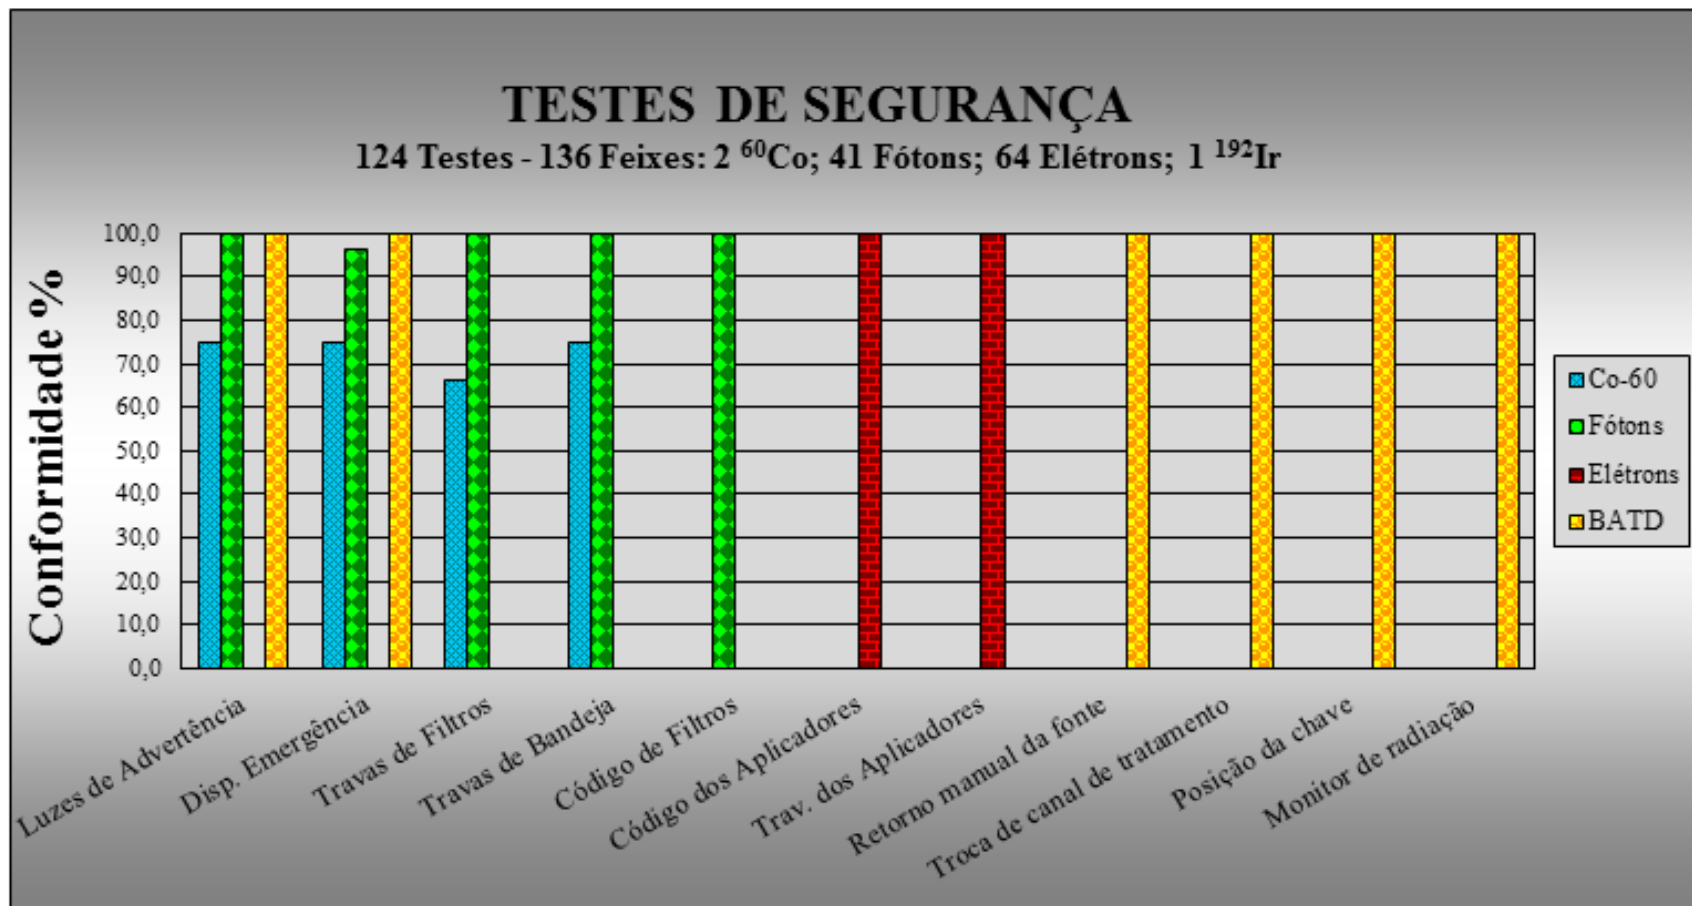 TESTES DE SEGURANÇA
124 Testes - 136 Feixes: 2 ⁶⁰Co; 41 Fótons; 64 Elétrons; 1 ¹⁹²Ir
Conformidade %
100,0
90,0
80,0
70,0
60,0
50,0
40,0
30,0
20,0
10,0
0,0
Luzes de Advertência
Disp. Emergência
Travas de Filtros
Travas de Bandeja
Código de Filtros
Código dos Aplicadores
Trav. dos Aplicadores
Retorno manual da fonte
Troca de canal de tratamento
Posição da chave
Monitor de radiação
Co-60
Fótons
Elétrons
BATD